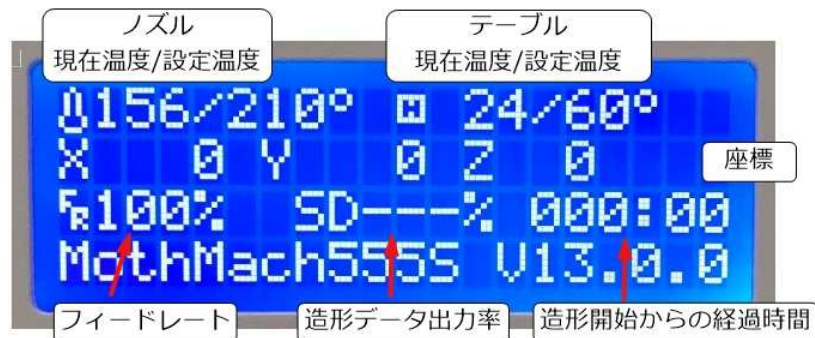 ノズル
現在温度/設定温度
テーブル
現在温度/設定温度
156/210° 24/60°
X 0 Y 0 Z 0
座標
FR100% SD---% 000:00
MothMach555S V13.0.0
フィードレート
造形データ出力率
造形開始からの経過時間